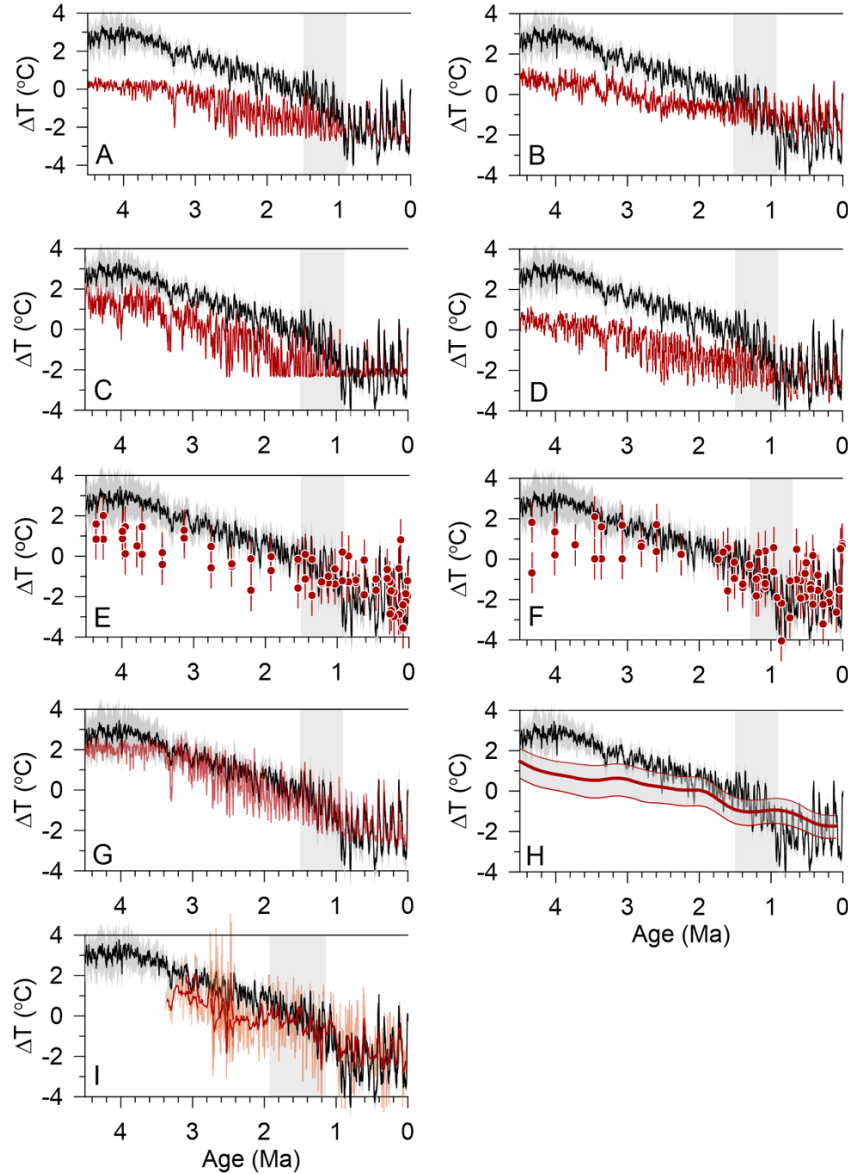 4 4
2 2
ΔT (°C) 0 ΔT (°C) 0
-2 -2
-4 A -4 B
4 3 2 1 0 4 3 2 1 0
4 4
2 2
ΔT (°C) 0 ΔT (°C) 0
-2 -2
-4 C -4 D
4 3 2 1 0 4 3 2 1 0
4 4
2 2
ΔT (°C) 0 ΔT (°C) 0
-2 -2
-4 E -4 F
4 3 2 1 0 4 3 2 1 0
4 4
2 2
ΔT (°C) 0 ΔT (°C) 0
-2 -2
-4 G -4 H
4 3 2 1 0 4 3 2 1 0
Age (Ma)
4
2
ΔT (°C) 0
-2
-4 I
4 3 2 1 0
Age (Ma)